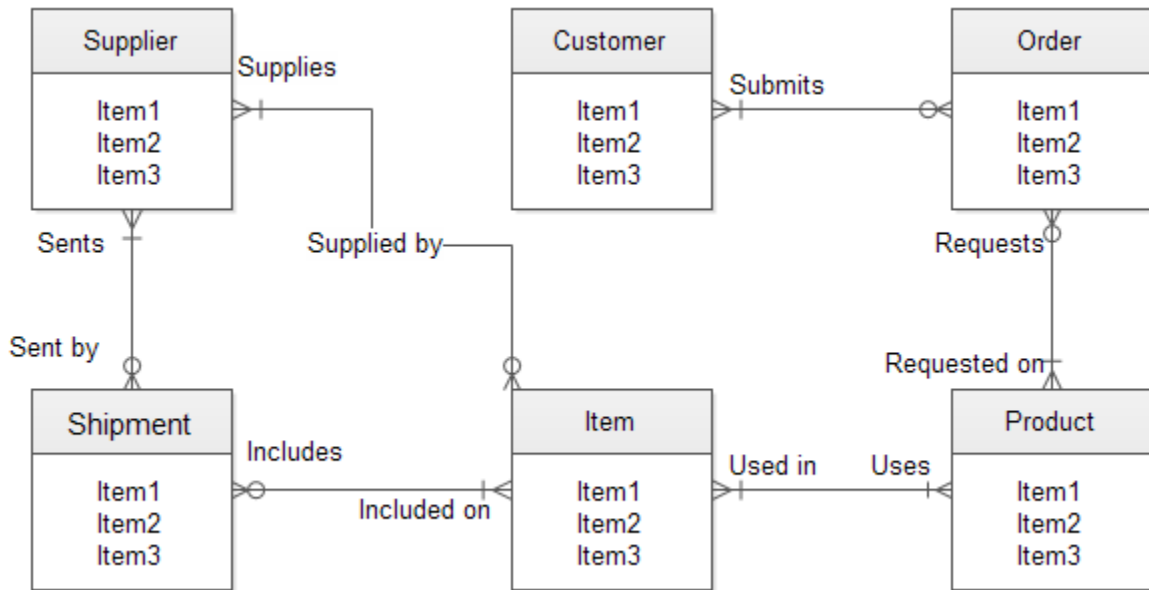 Supplier
Item1
Item2
Item3
Supplies
Customer
Item1
Item2
Item3
Submits
Order
Item1
Item2
Item3
Sents
Supplied by
Requests
Sent by
Requested on
Shipment
Item1
Item2
Item3
Includes
Included on
Item
Item1
Item2
Item3
Used in
Uses
Product
Item1
Item2
Item3